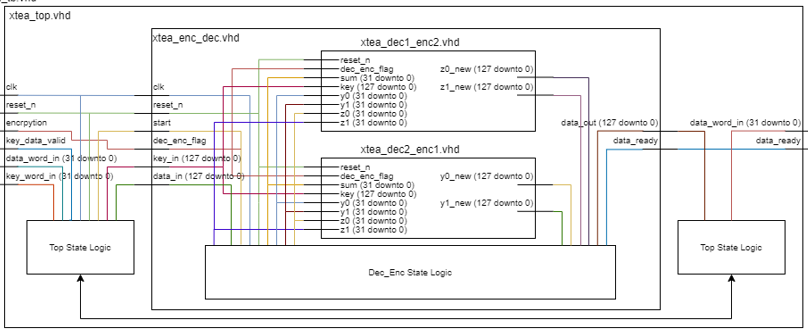 xtea_top.vhd
xtea_enc_dec.vhd
xtea_dec1_enc2.vhd
reset_n
dec_enc_flag
sum (31 downto 0)
key (127 downto 0)
y0 (31 downto 0)
y1 (31 downto 0)
z0 (31 downto 0)
z1 (31 downto 0)
z0_new (127 downto 0)
z1_new (127 downto 0)
clk
reset_n
encrpytion
key_data_valid
data_word_in (31 downto 0)
key_word_in (31 downto 0)
clk
reset_n
start
dec_enc_flag
key_in (127 downto 0)
data_in (127 downto 0)
data_out (127 downto 0)
data_ready
data_word_in (31 downto 0)
data_ready
xtea_dec2_enc1.vhd
reset_n
dec_enc_flag
sum (31 downto 0)
key (127 downto 0)
y0 (31 downto 0)
y1 (31 downto 0)
z0 (31 downto 0)
z1 (31 downto 0)
y0_new (127 downto 0)
y1_new (127 downto 0)
Top State Logic
Dec_Enc State Logic
Top State Logic